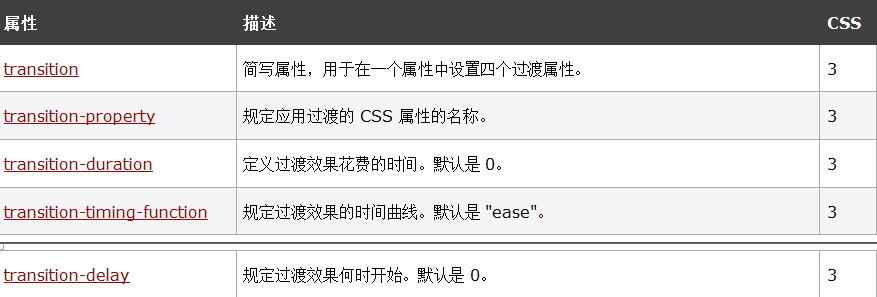 属性 描述 CSS
transition 简写属性，用于在一个属性中设置四个过渡属性。 3
transition-property 规定应用过渡的 CSS 属性的名称。 3
transition-duration 定义过渡效果花费的时间。默认是 0。 3
transition-timing-function 规定过渡效果的时间曲线。默认是 "ease"。 3
transition-delay 规定过渡效果何时开始。默认是 0。 3